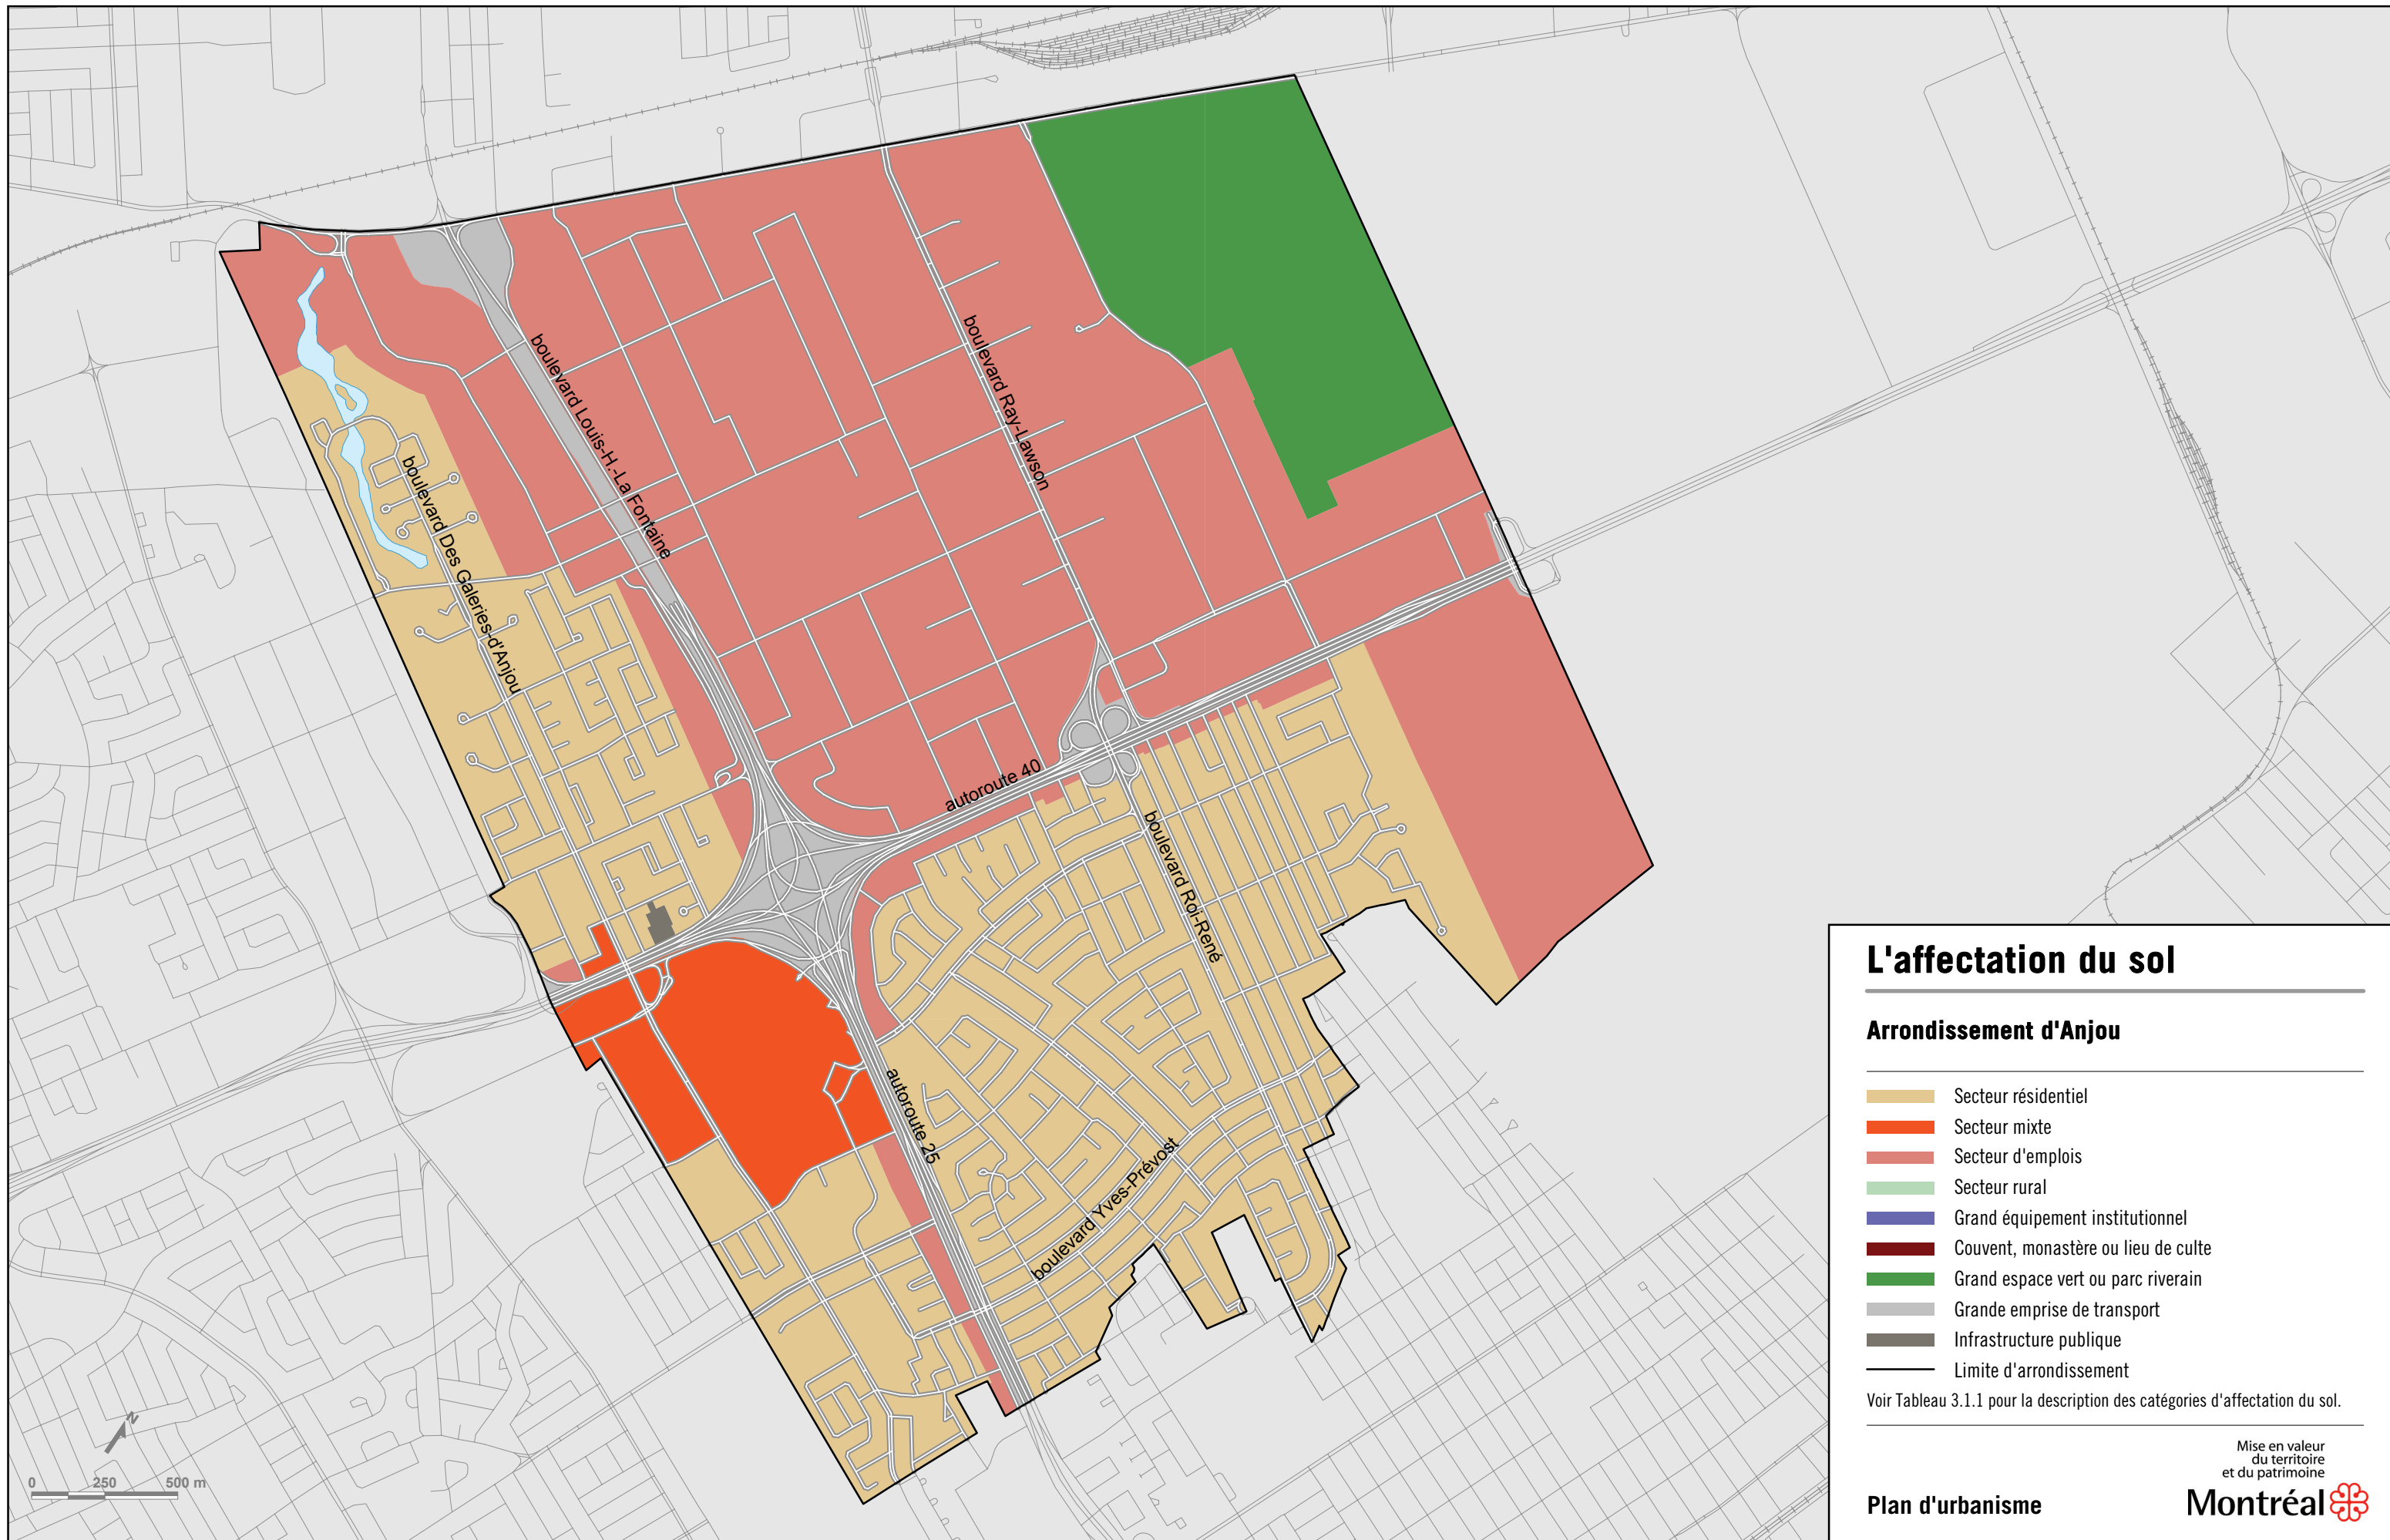 boulevard Louis-H.-La Fontaine
boulevard Ray-Lawson
boulevard Des Galeries-d'Anjou
autoroute 40
boulevard Roi-René
autoroute 25
boulevard Yves-Prévost
N
0 250 500 m
L'affectation du sol
Arrondissement d'Anjou
Secteur résidentiel
Secteur mixte
Secteur d'emplois
Secteur rural
Grand équipement institutionnel
Couvent, monastère ou lieu de culte
Grand espace vert ou parc riverain
Grande emprise de transport
Infrastructure publique
Limite d'arrondissement
Voir Tableau 3.1.1 pour la description des catégories d'affectation du sol.
Mise en valeur
du territoire
et du patrimoine
Plan d'urbanisme
Montréal